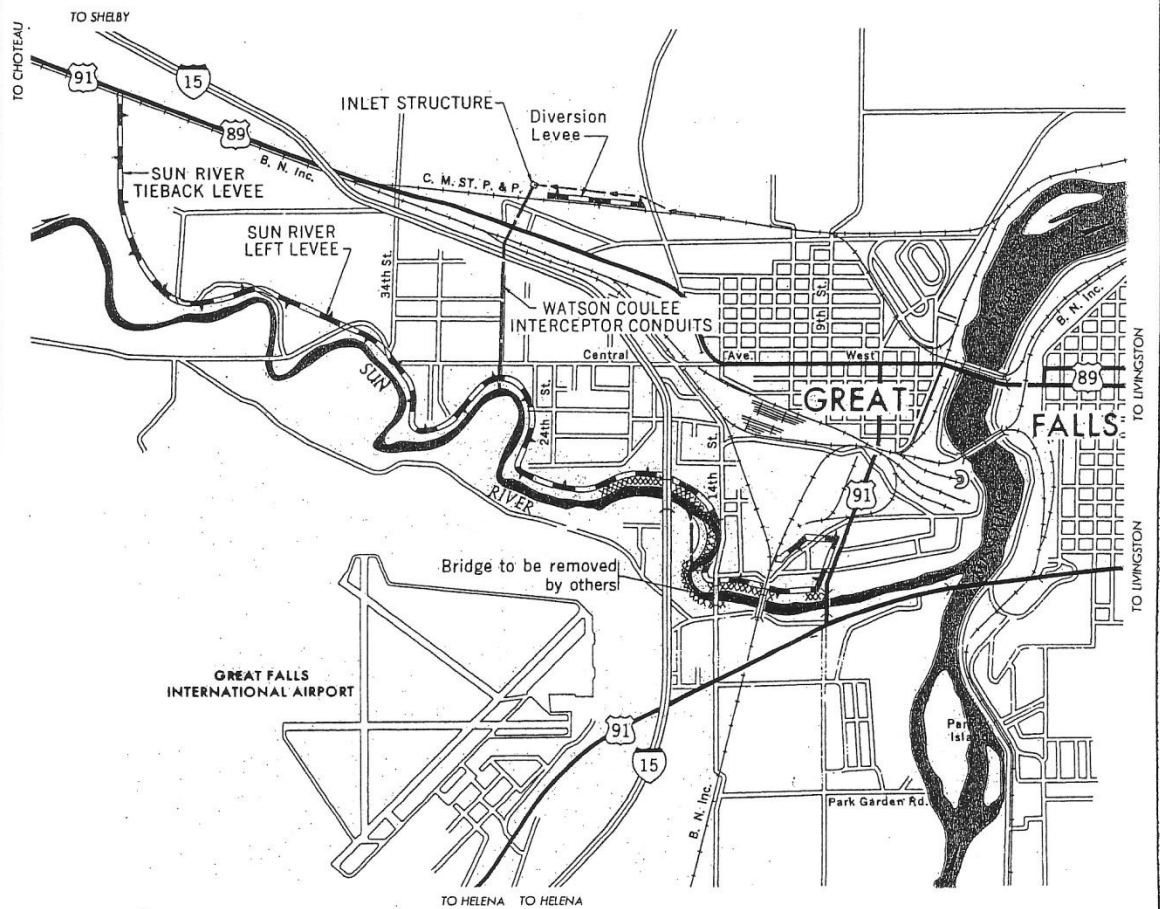 TO SHELBY
TO CHOTEAU
91
15
INLET STRUCTURE
Diversion
Levee
89
B. N. Inc.
C. M. ST. P. & P.
SUN RIVER
TIEBACK LEVEE
SUN RIVER
LEFT LEVEE
34th St.
WATSON COULEE
INTERCEPTOR CONDUITS
9th St.
B. N. Inc.
Central Ave. West
SUN
24th St.
GREAT
FALLS
89
TO LIVINGSTON
14th St.
RIVER
91
Bridge to be removed
by others
TO LIVINGSTON
GREAT FALLS
INTERNATIONAL AIRPORT
91
15
B. N. Inc.
Park Garden Rd.
TO HELENA TO HELENA